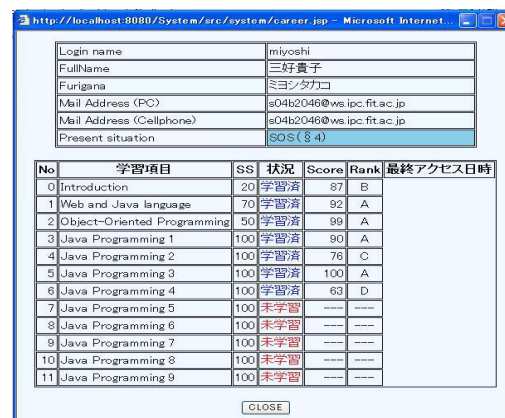 http://localhost:8080/System/src/system/career.jsp - Microsoft Internet...
Login name miyoshi
FullName 三好貴子
Furigana ミヨシタカコ
Mail Address (PC) s04b2046@ws.ipc.fit.ac.jp
Mail Address (Cellphone) s04b2046@ws.ipc.fit.ac.jp
Present situation SOS(§4)
No 学習項目 SS 状況 Score Rank 最終アクセス日時
0 Introduction 20 学習済 87 B
1 Web and Java language 70 学習済 92 A
2 Object-Oriented Programming 50 学習済 99 A
3 Java Programming 1 100 学習済 90 A
4 Java Programming 2 100 学習済 76 C
5 Java Programming 3 100 学習済 100 A
6 Java Programming 4 100 学習済 63 D
7 Java Programming 5 100 未学習 --- ---
8 Java Programming 6 100 未学習 --- ---
9 Java Programming 7 100 未学習 --- ---
10 Java Programming 8 100 未学習 --- ---
11 Java Programming 9 100 未学習 --- ---
CLOSE